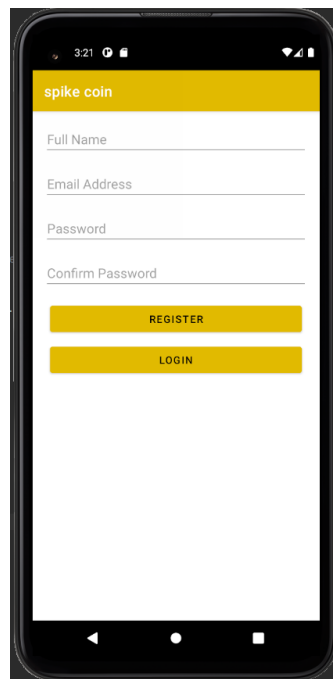 3:21
spike coin
Full Name
Email Address
Password
Confirm Password
REGISTER
LOGIN